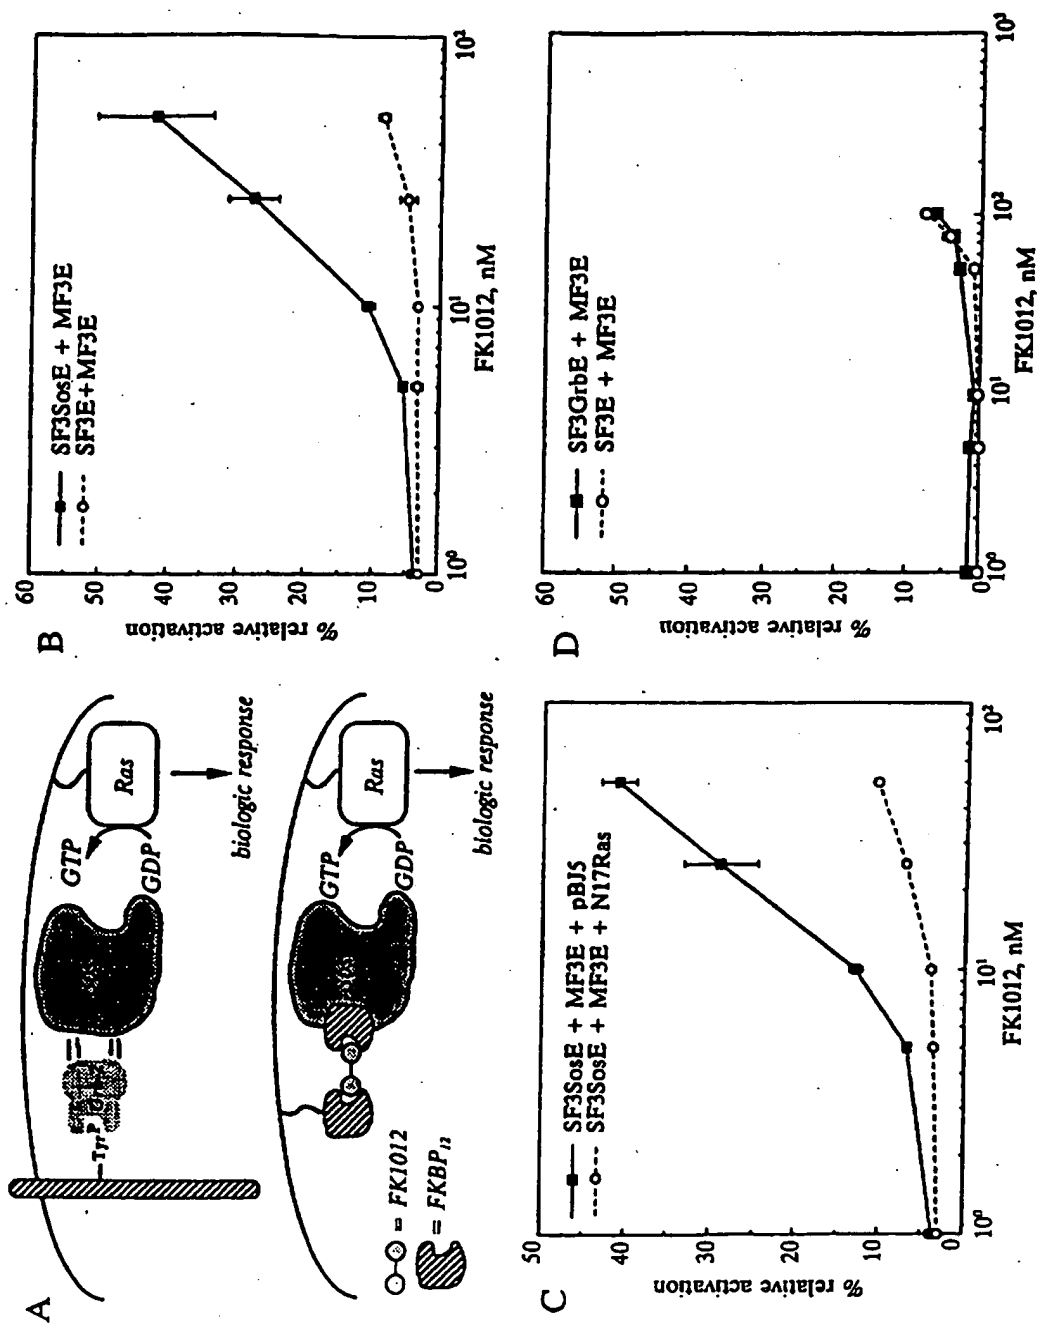 A
—TyrP
Grb2
GTP
GDP
Ras
biologic response
GTP
GDP
Ras
biologic response
= FK1012
= FKBP12
B
SF3SosE + MF3E
SF3E+MF3E
60
50
40
30
20
10
0
% relative activation
10⁰
10¹
10²
FK1012, nM
C
SF3SosE + MF3E + pBJ5
SF3SosE + MF3E + N17Ras
50
40
30
20
10
0
% relative activation
10⁰
10¹
10²
FK1012, nM
D
SF3GrbE + MF3E
SF3E + MF3E
60
50
40
30
20
10
0
% relative activation
10⁰
10¹
10²
10³
FK1012, nM